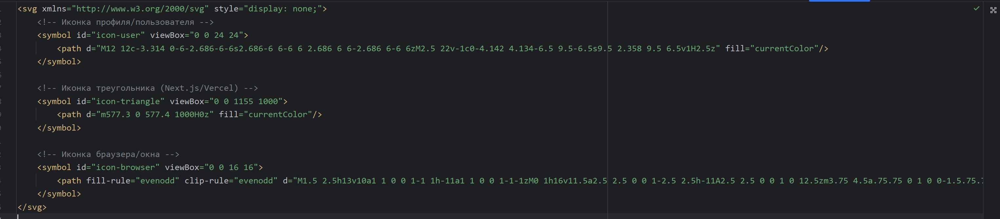 <svg xmlns="http://www.w3.org/2000/svg" style="display: none;">
<!-- Иконка профиля/пользователя -->
<symbol id="icon-user" viewBox="0 0 24 24">
<path d="M12 12c-3.314 0-6-2.686-6-6s2.686-6 6-6 6 2.686 6 6-2.686 6-6 6zM2.5 22v-1c0-4.142 4.134-6.5 9.5-6.5s9.5 2.358 9.5 6.5v1H2.5z" fill="currentColor"/>
</symbol>
<!-- Иконка треугольника (Next.js/Vercel) -->
<symbol id="icon-triangle" viewBox="0 0 1155 1000">
<path d="m577.3 0 577.4 1000H0z" fill="currentColor"/>
</symbol>
<!-- Иконка браузера/окна -->
<symbol id="icon-browser" viewBox="0 0 16 16">
<path fill-rule="evenodd" clip-rule="evenodd" d="M1.5 2.5h13v10a1 1 0 0 1-1 1h-11a1 1 0 0 1-1-1zM0 1h16v11.5a2.5 2.5 0 0 1-2.5 2.5h-11A2.5 2.5 0 0 1 0 12.5zm3.75 4.5a.75.75 0 1 0 0-1.5.75.
</symbol>
</svg>